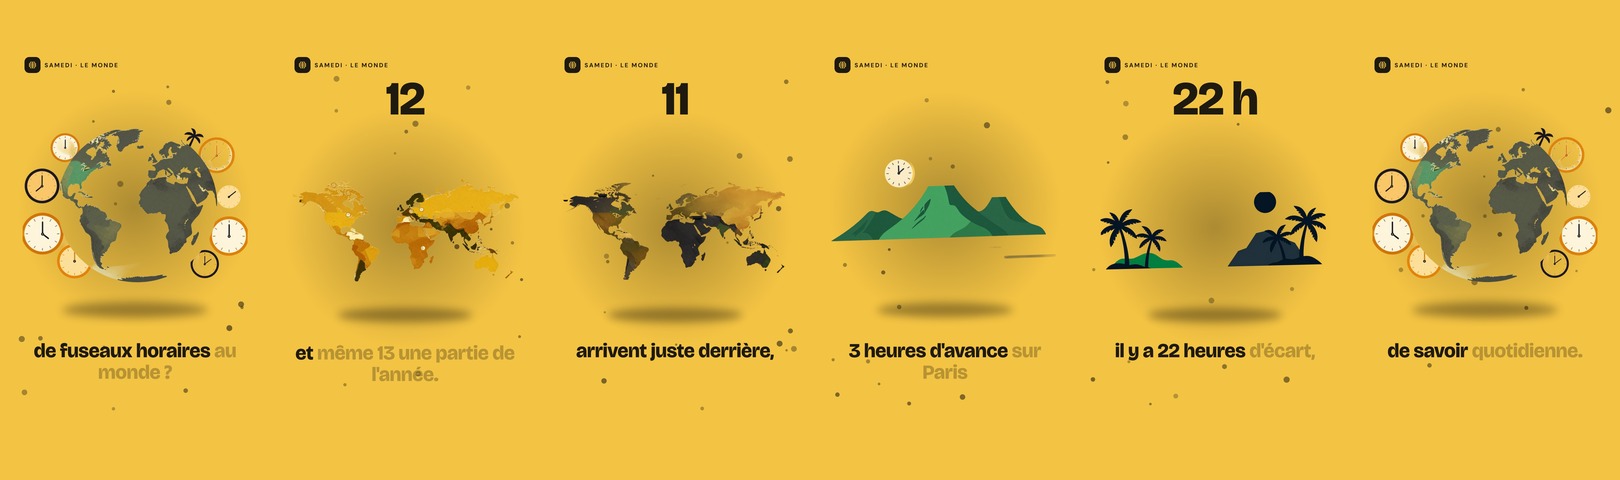 SAMEDI · LE MONDE
de fuseaux horaires au
monde ?
SAMEDI · LE MONDE
12
et même 13 une partie de
l'année.
SAMEDI · LE MONDE
11
arrivent juste derrière,
SAMEDI · LE MONDE
3 heures d'avance sur
Paris
SAMEDI · LE MONDE
22 h
il y a 22 heures d'écart,
SAMEDI · LE MONDE
de savoir quotidienne.